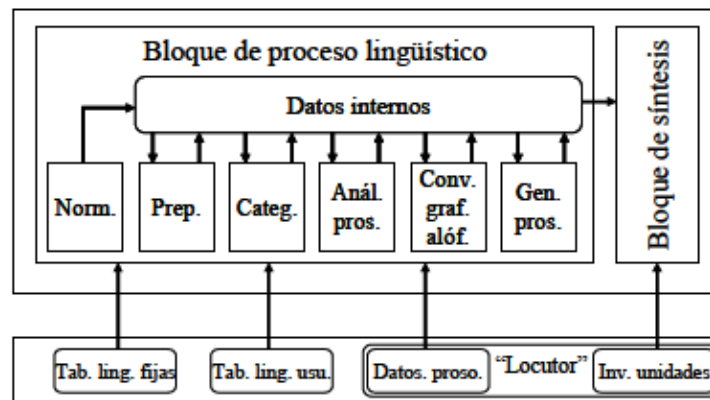 Bloque de proceso lingüístico
Datos internos
Norm.
Prep.
Categ.
Anál.
pros.
Conv.
graf.
alóf.
Gen.
pros.
Bloque de síntesis
Tab. ling. fijas
Tab. ling. usu.
Datos. proso.
“Locutor”
Inv. unidades